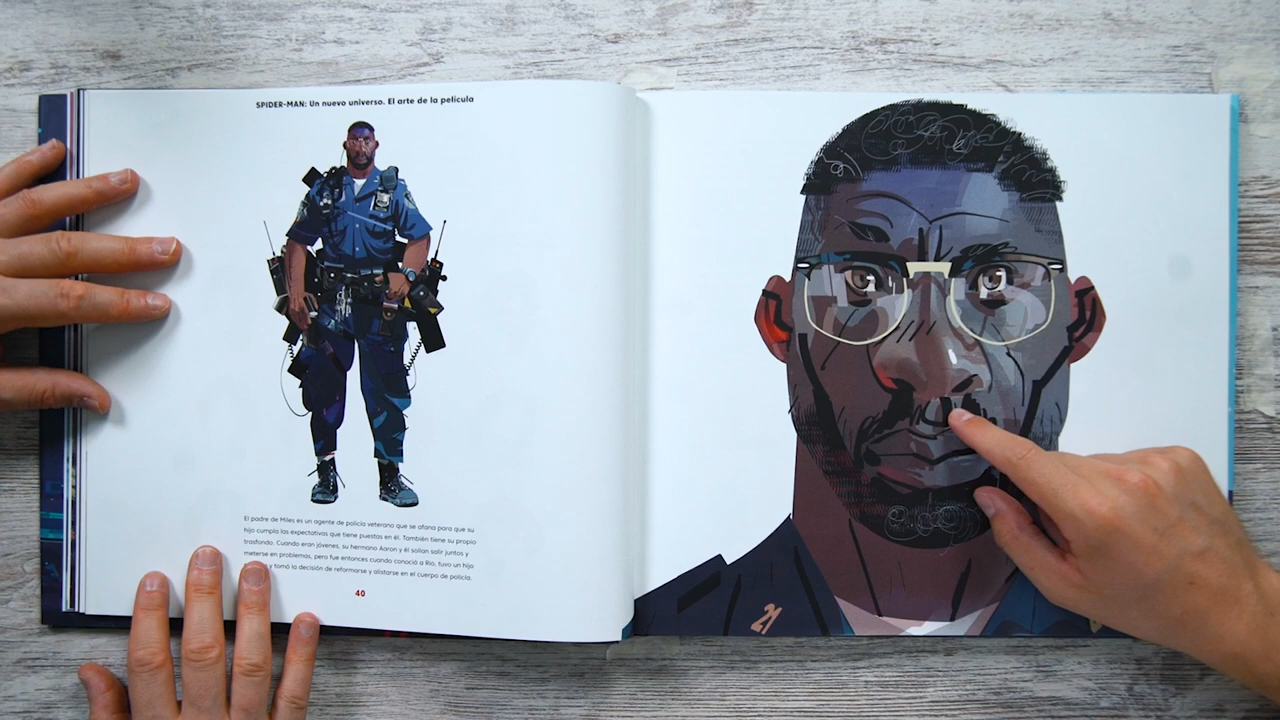 SPIDER-MAN: Un nuevo universo. El arte de la película
El padre de Miles es un agente de policía veterano que se afana para que su
hijo cumpla las expectativas que tiene puestas en él. También tiene su propio
trasfondo. Cuando eran jóvenes, su hermano Aaron y él solían salir juntos y
meterse en problemas, pero fue entonces cuando conoció a Rio, tuvo un hijo
y tomó la decisión de reformarse y alistarse en el cuerpo de policía.
40
21